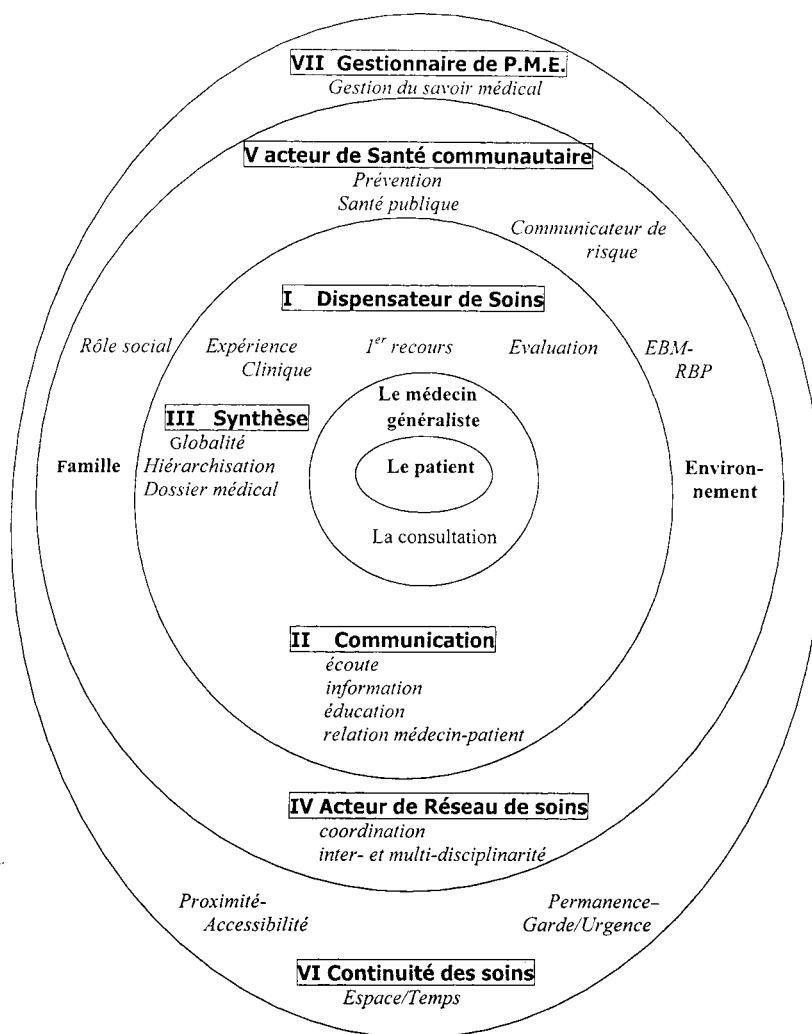 VII Gestionnaire de P.M.E.
Gestion du savoir médical
V acteur de Santé communautaire
Prévention
Santé publique
Communicateur de
risque
I Dispensateur de Soins
Rôle social
Expérience
Clinique
1er recours
Evaluation
EBM-
RBP
Le médecin
généraliste
III Synthèse
Globalité
Hiérarchisation
Dossier médical
Famille
Le patient
Environ-
nement
La consultation
II Communication
écoute
information
éducation
relation médecin-patient
IV Acteur de Réseau de soins
coordination
inter- et multi-disciplinarité
Proximité-
Accessibilité
Permanence–
Garde/Urgence
VI Continuité des soins
Espace/Temps